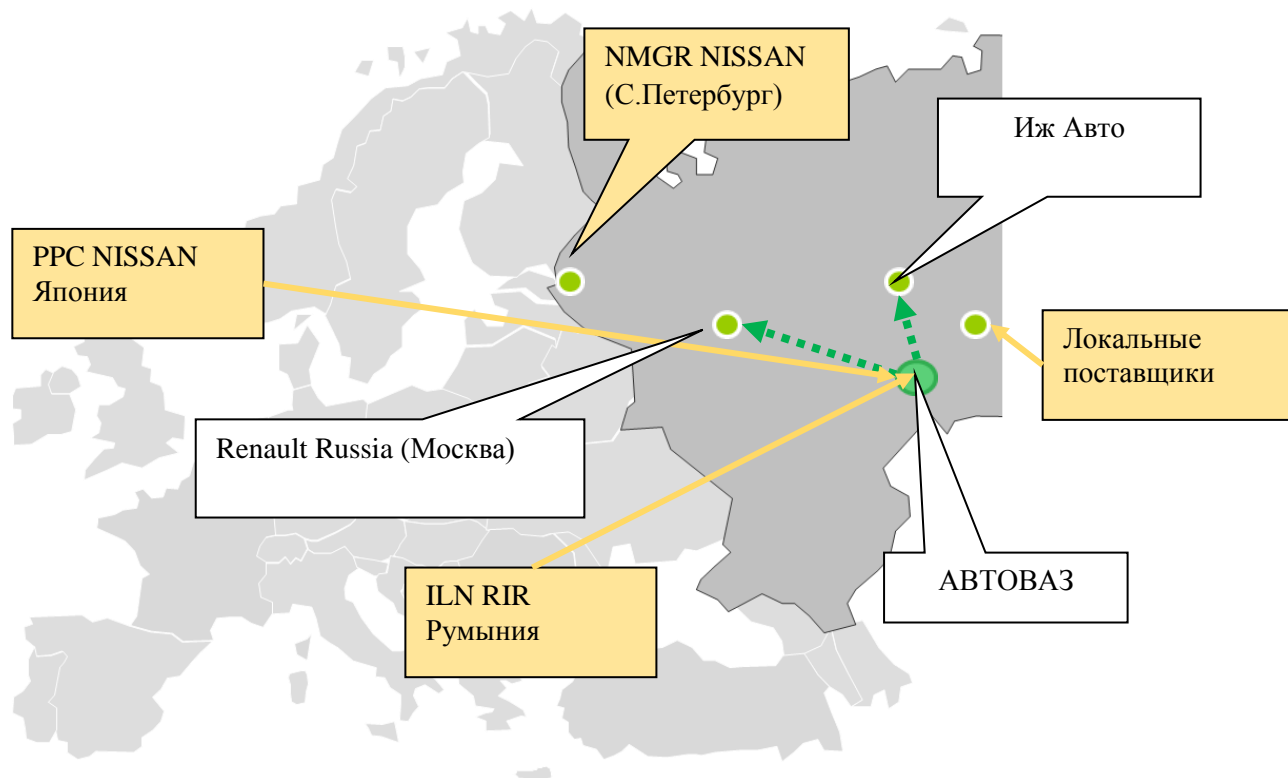 NMGR NISSAN
(С.Петербург)
Иж Авто
PPC NISSAN
Япония
Локальные
поставщики
Renault Russia (Москва)
АВТОВАЗ
ILN RIR
Румыния